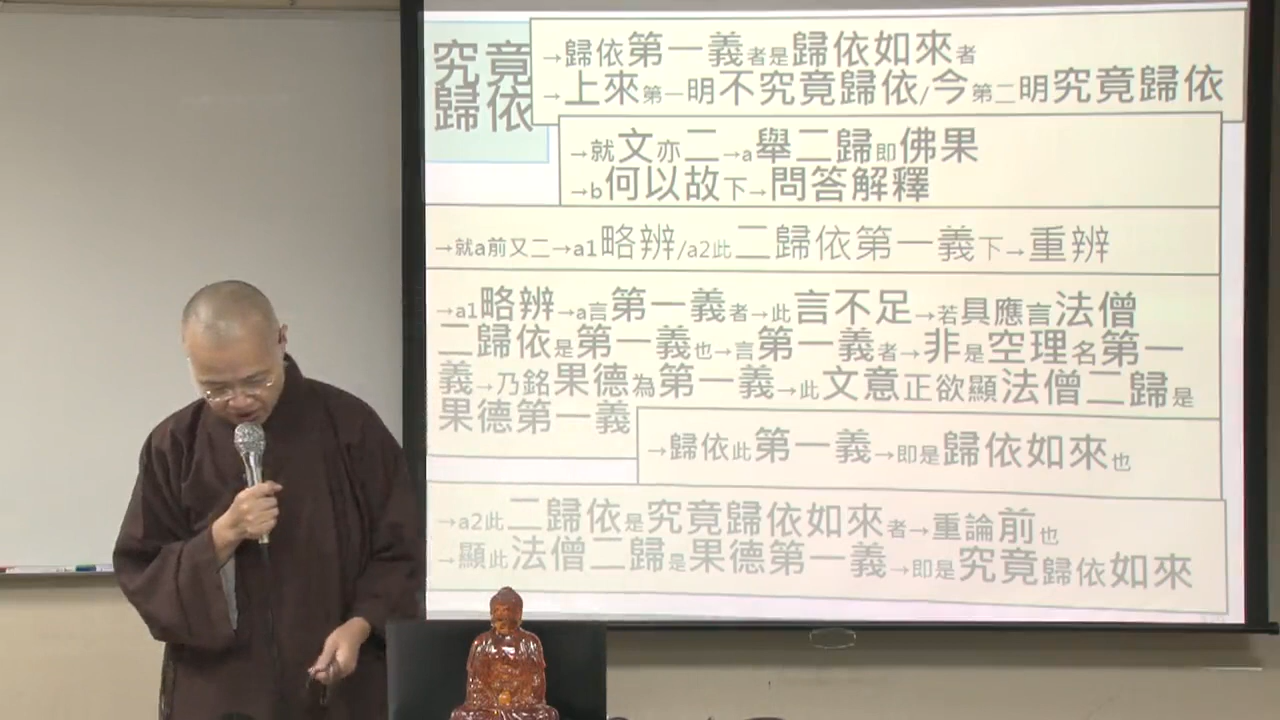 究竟
歸依
→歸依第一義者是歸依如來者
→上來第一明不究竟歸依/今第二明究竟歸依
→就文亦二→a舉二歸即佛果
→b何以故下→問答解釋
→就a前又二→a1略辨/a2此二歸依第一義下→重辨
→a1略辨→a言第一義者→此言不足→若具應言法僧
二歸依是第一義也→言第一義者→非是空理名第一
義→乃銘果德為第一義→此文意正欲顯法僧二歸是
果德第一義
→歸依此第一義→即是歸依如來也
→a2此二歸依是究竟歸依如來者→重論前也
→顯此法僧二歸是果德第一義→即是究竟歸依如來